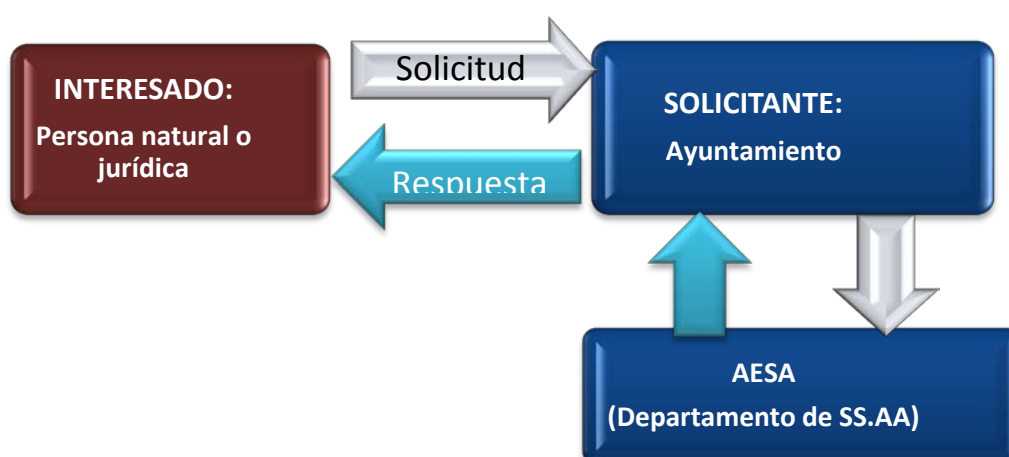 INTERESADO:
Persona natural o
jurídica
Solicitud
Respuesta
SOLICITANTE:
Ayuntamiento
AESA
(Departamento de SS.AA)